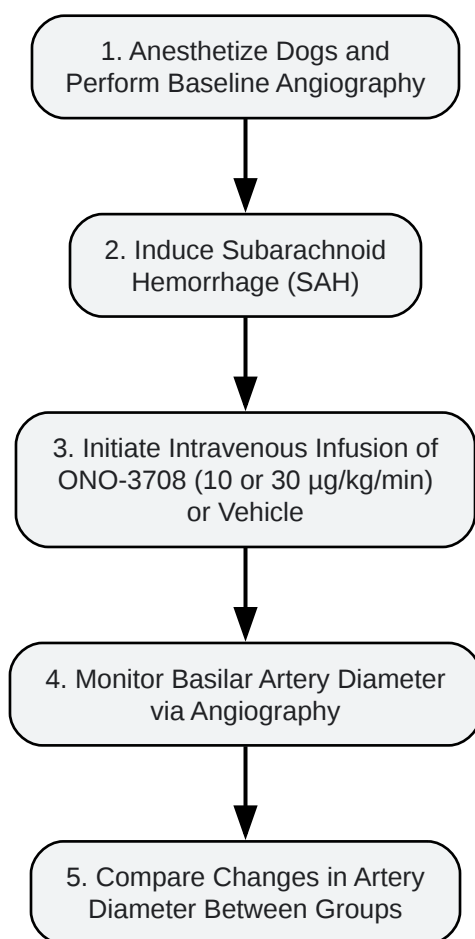 1. Anesthetize Dogs and
Perform Baseline Angiography
2. Induce Subarachnoid
Hemorrhage (SAH)
3. Initiate Intravenous Infusion of
ONO-3708 (10 or 30 µg/kg/min)
or Vehicle
4. Monitor Basilar Artery Diameter
via Angiography
5. Compare Changes in Artery
Diameter Between Groups